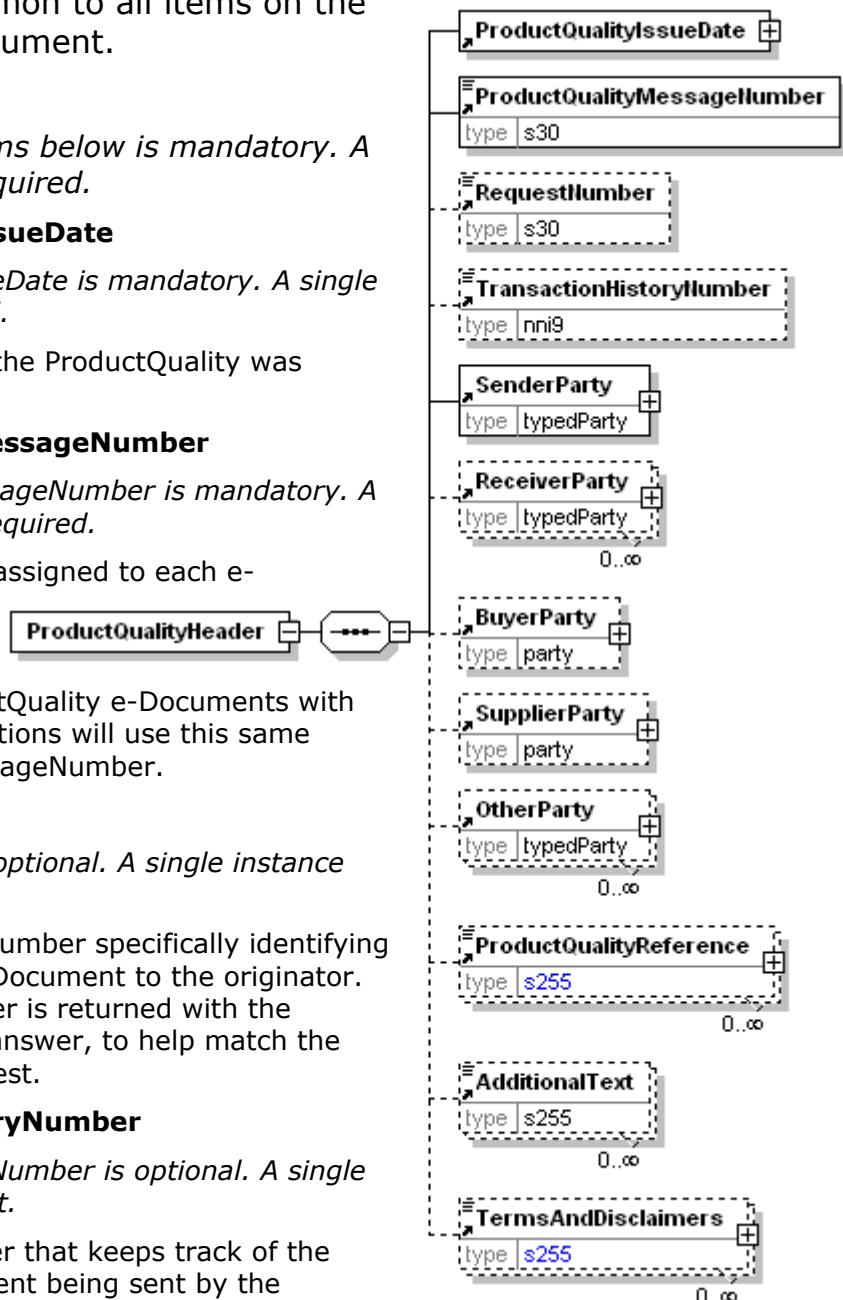 mon to all items on the
ument.
ms below is mandatory. A
quired.
sueDate
eDate is mandatory. A single
.
the ProductQuality was
essageNumber
ageNumber is mandatory. A
equired.
assigned to each e-
tQuality e-Documents with
tions will use this same
ageNumber.
optional. A single instance
umber specifically identifying
Document to the originator.
er is returned with the
answer, to help match the
est.
ryNumber
Number is optional. A single
t.
er that keeps track of the
ent being sent by the
ProductQualityHeader
ProductQualityIssueDate
ProductQualityMessageNumber
type s30
RequestNumber
type s30
TransactionHistoryNumber
type nni9
SenderParty
type typedParty
ReceiverParty
type typedParty
0..∞
BuyerParty
type party
SupplierParty
type party
OtherParty
type typedParty
0..∞
ProductQualityReference
type s255
0..∞
AdditionalText
type s255
0..∞
TermsAndDisclaimers
type s255
0..∞